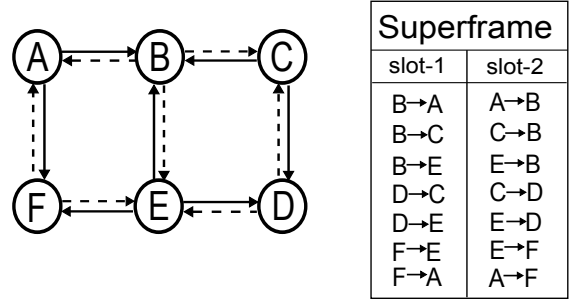 A B C
F E D
Superframe
slot-1 slot-2
B→A A→B
B→C C→B
B→E E→B
D→C C→D
D→E E→D
F→E E→F
F→A A→F